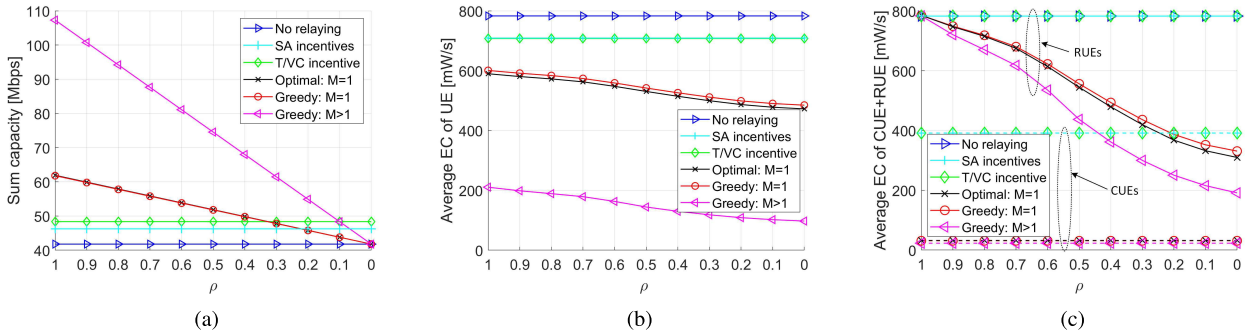 110
100
90
80
70
60
50
40
Sum capacity [Mbps]
No relaying
SA incentives
T/VC incentive
Optimal: M=1
Greedy: M=1
Greedy: M>1
1 0.9 0.8 0.7 0.6 0.5 0.4 0.3 0.2 0.1 0
ρ
(a)
800
600
400
200
0
Average EC of UE [mW/s]
No relaying
SA incentives
T/VC incentive
Optimal: M=1
Greedy: M=1
Greedy: M>1
1 0.9 0.8 0.7 0.6 0.5 0.4 0.3 0.2 0.1 0
ρ
(b)
800
600
400
200
0
Average EC of CUE+RUE [mW/s]
RUEs
No relaying
SA incentives
T/VC incentive
Optimal: M=1
Greedy: M=1
Greedy: M>1
CUEs
1 0.9 0.8 0.7 0.6 0.5 0.4 0.3 0.2 0.1 0
ρ
(c)